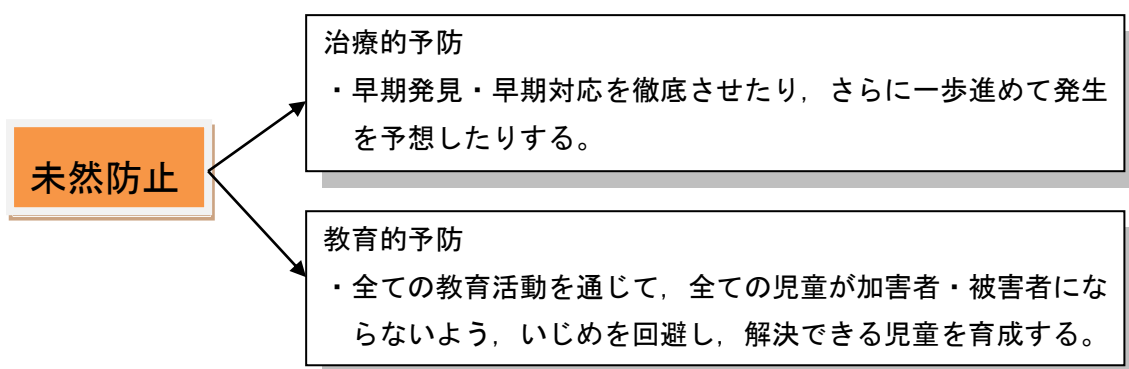 未然防止
治療的予防
・早期発見・早期対応を徹底させたり，さらに一歩進めて発生
を予想したりする。
教育的予防
・全ての教育活動を通じて，全ての児童が加害者・被害者にな
らないよう，いじめを回避し，解決できる児童を育成する。